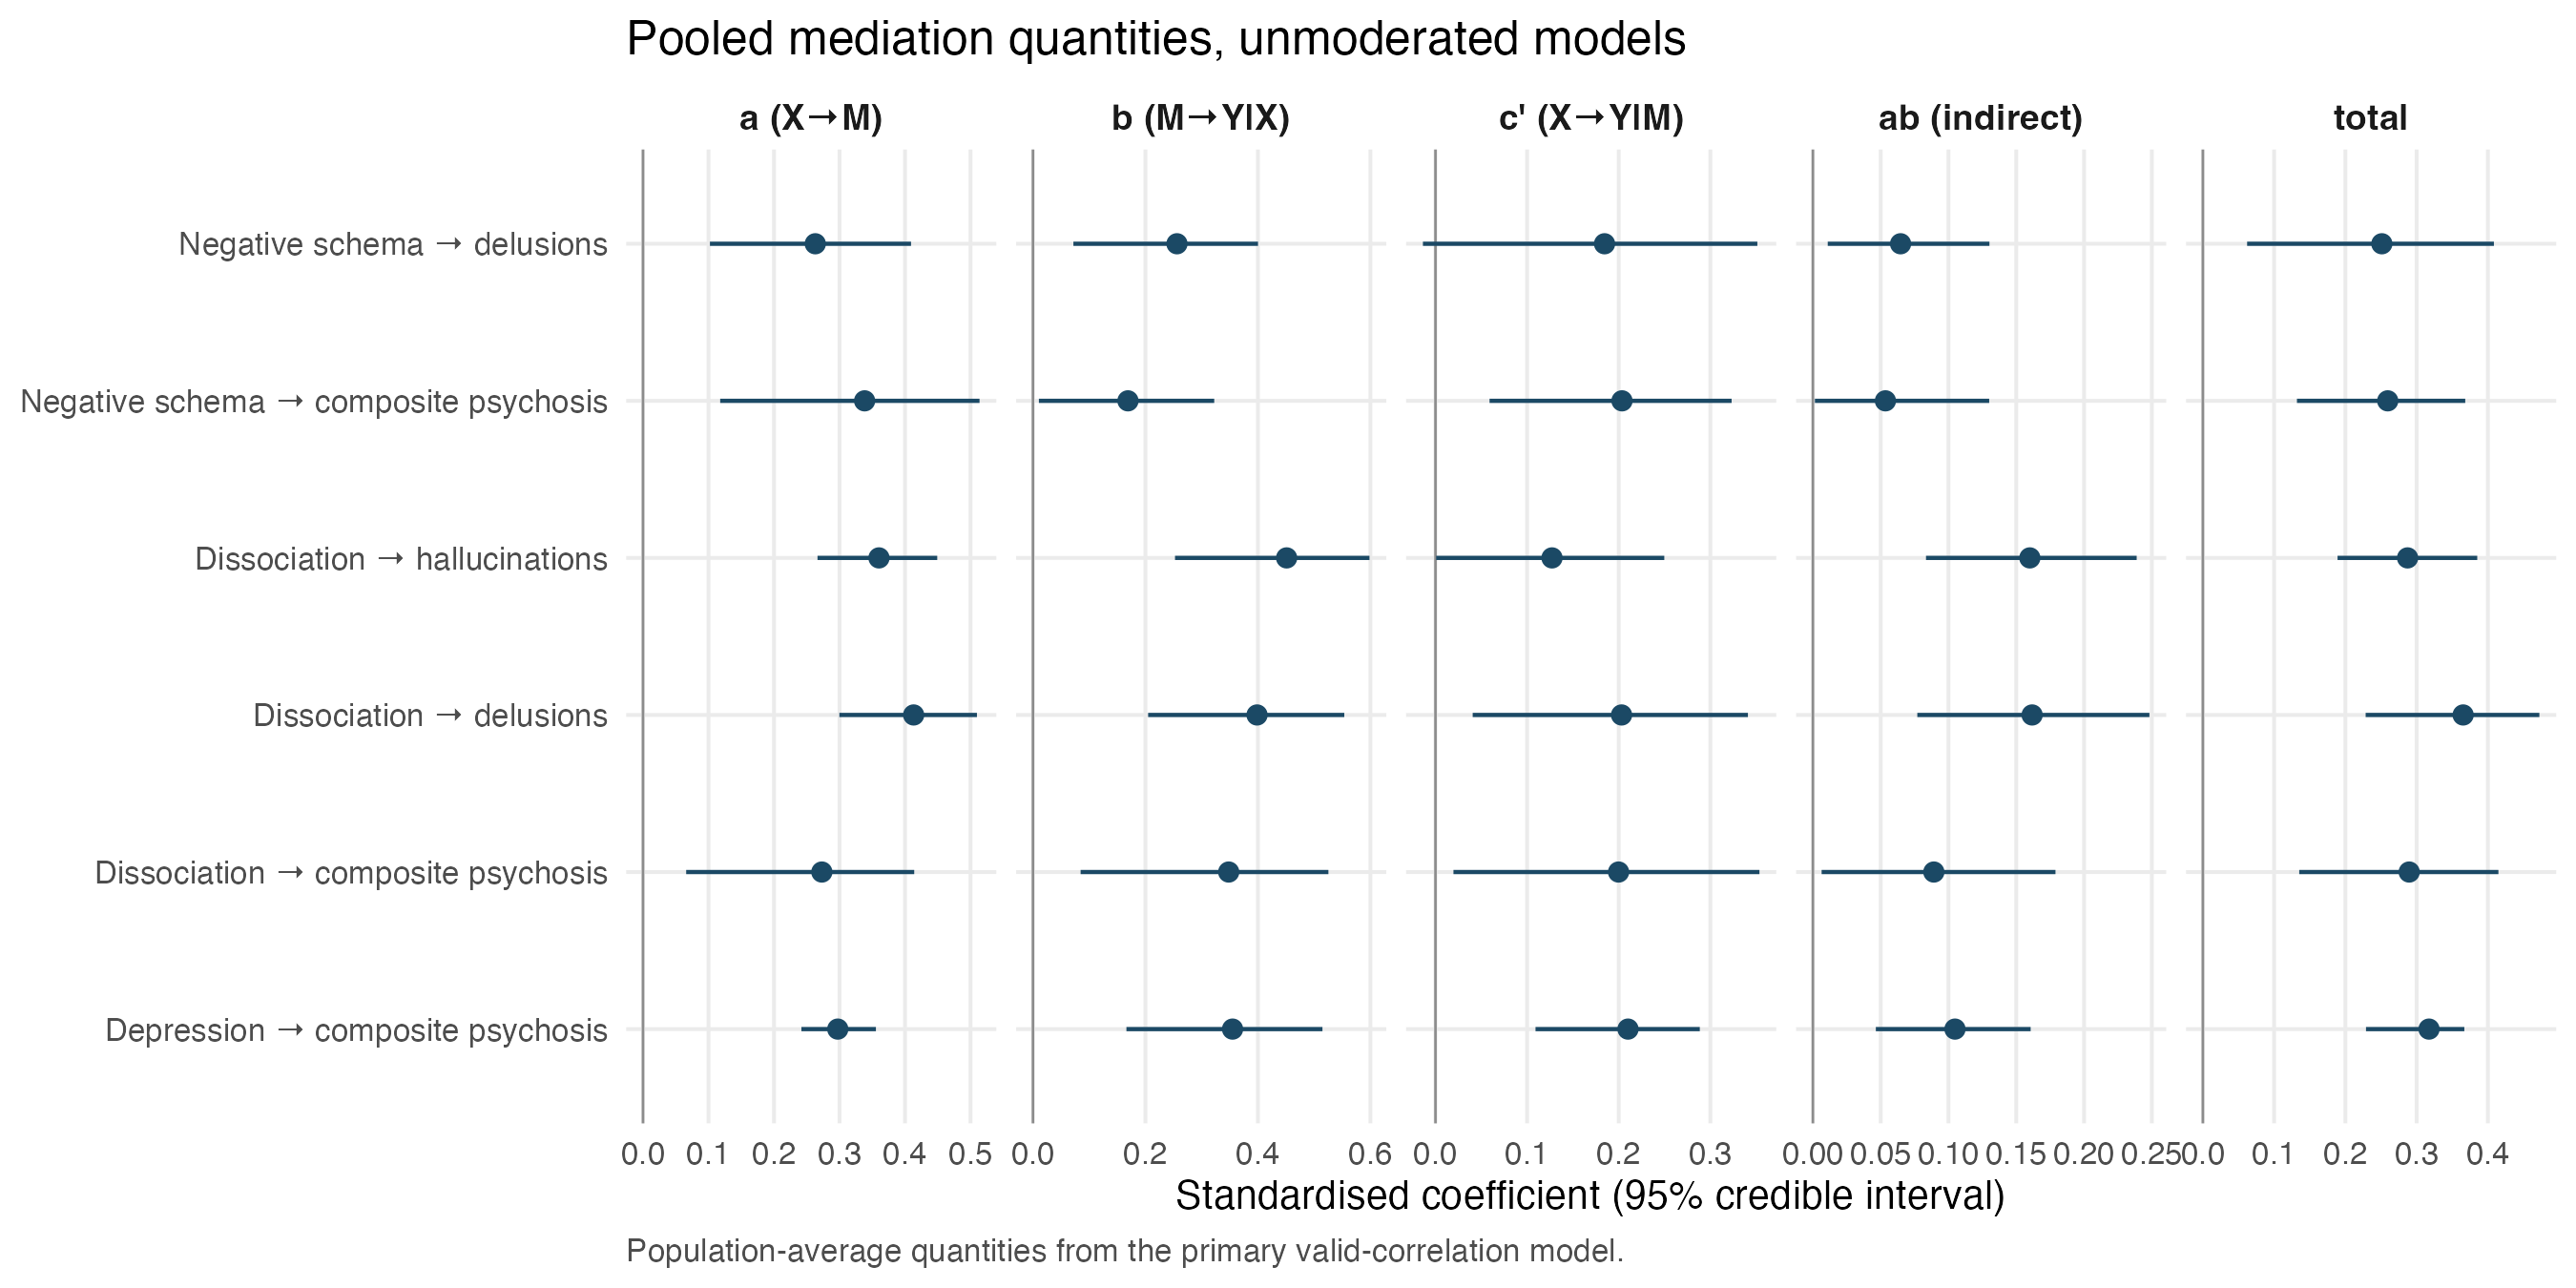 Pooled mediation quantities, unmoderated models
a (X→M)
b (M→Y|X)
c' (X→Y|M)
ab (indirect)
total
Negative schema → delusions
Negative schema → composite psychosis
Dissociation → hallucinations
Dissociation → delusions
Dissociation → composite psychosis
Depression → composite psychosis
0.0 0.1 0.2 0.3 0.4 0.5
0.0 0.2 0.4 0.6
0.0 0.1 0.2 0.3
0.00 0.05 0.10 0.15 0.20 0.25
0.0 0.1 0.2 0.3 0.4
Standardised coefficient (95% credible interval)
Population-average quantities from the primary valid-correlation model.